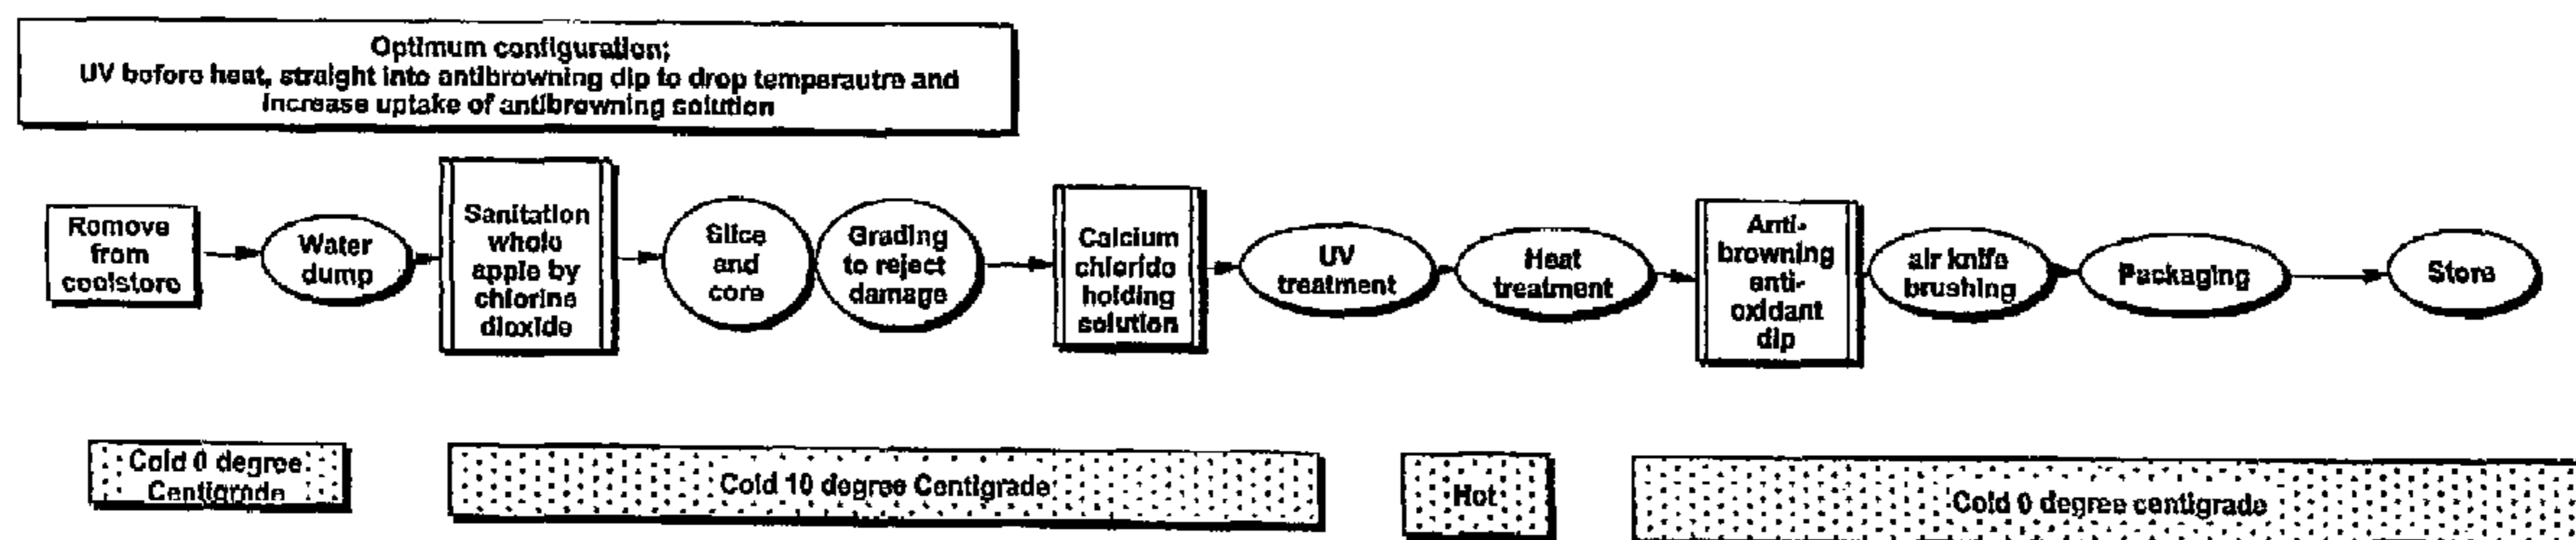 Optimum configuration;
UV before heat, straight into antibrowning dip to drop temperautre and
increase uptake of antibrowning solution
Remove
from
coolstore
Water
dump
Sanitation
whole
apple by
chlorine
dioxide
Slice
and
core
Grading
to reject
damage
Calcium
chloride
holding
solution
UV
treatment
Heat
treatment
Anti-
browning
anti-
oxidant
dip
air knife
brushing
Packaging
Store
Cold 0 degree
Centigrade
Cold 10 degree Centigrade
Hot
Cold 0 degree centigrade